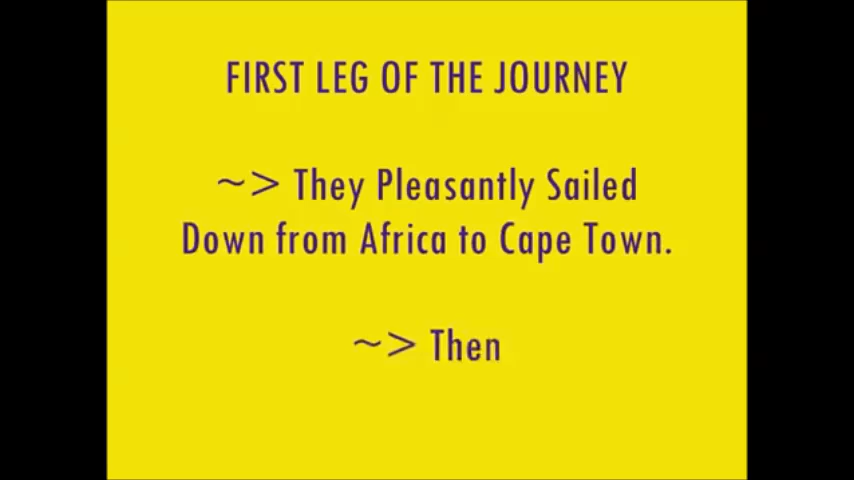 FIRST LEG OF THE JOURNEY
~> They Pleasantly Sailed
Down from Africa to Cape Town.
~> Then